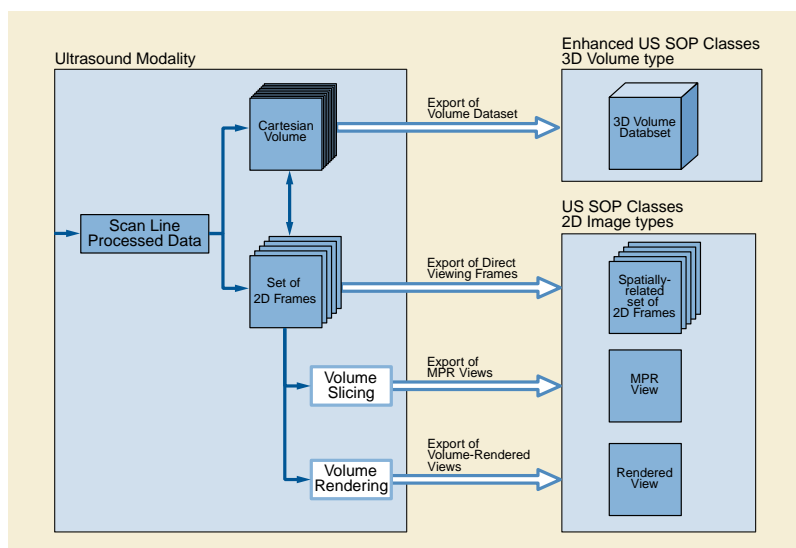 Ultrasound Modality
Enhanced US SOP Classes
3D Volume type
Cartesian
Volume
Export of
Volume Dataset
3D Volume
Databset
Scan Line
Processed Data
US SOP Classes
2D Image types
Set of
2D Frames
Export of Direct
Viewing Frames
Spatially-
related
set of
2D Frames
Volume
Slicing
Export of
MPR Views
MPR
View
Volume
Rendering
Export of
Volume-Rendered
Views
Rendered
View